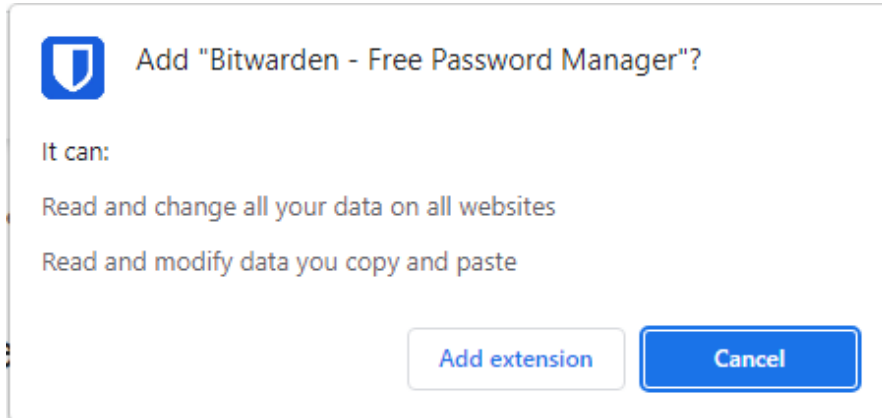 Add "Bitwarden - Free Password Manager"?
It can:
Read and change all your data on all websites
Read and modify data you copy and paste
Add extension
Cancel